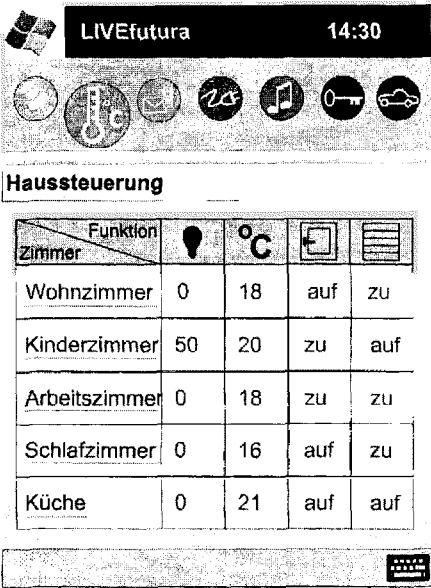 LIVEfutura 14:30
°C
Haussteuerung
Funktion
Zimmer
°C
Wohnzimmer 0 18 auf zu
Kinderzimmer 50 20 zu auf
Arbeitszimmer 0 18 zu zu
Schlafzimmer 0 16 auf zu
Küche 0 21 auf auf